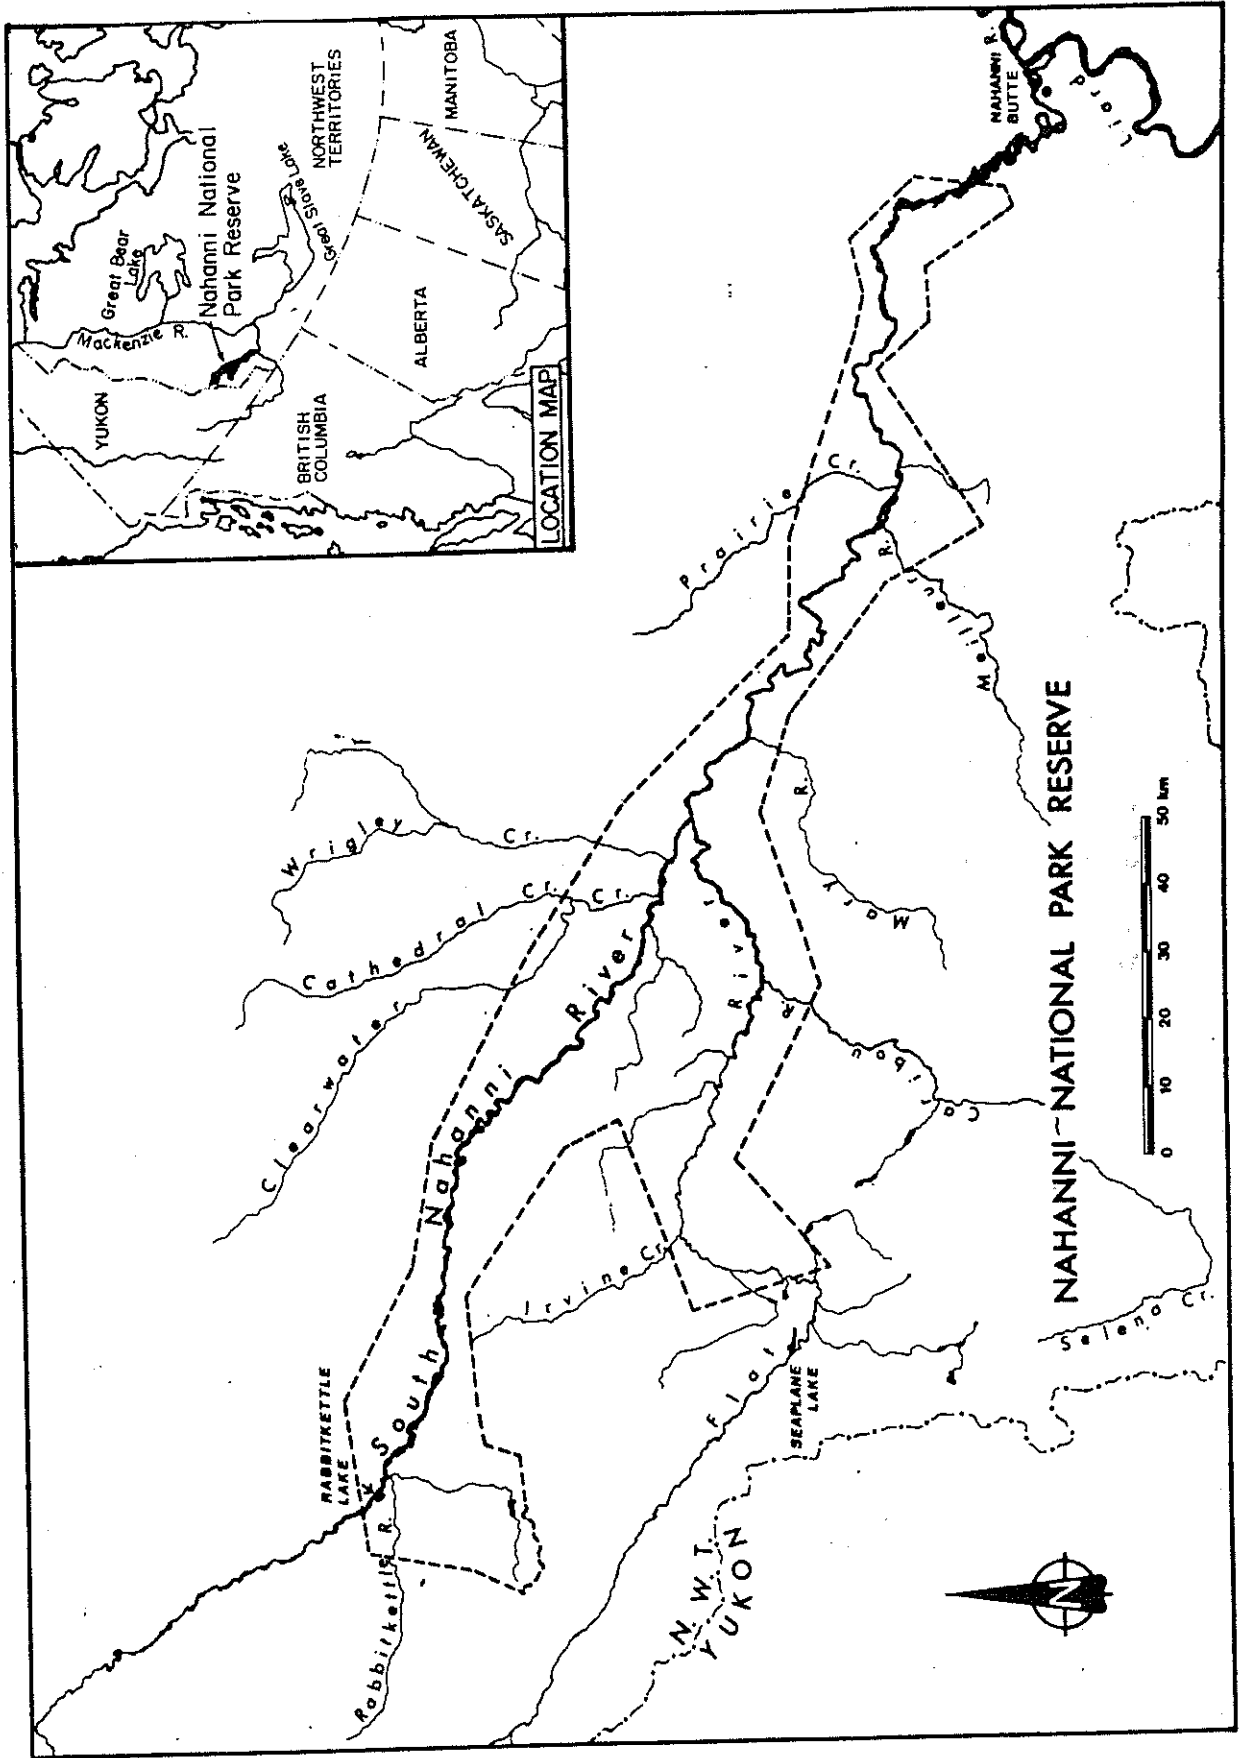 YUKON
Mackenzie R.
Great Bear
Lake
Nahanni National
Park Reserve
Great Slave Lake
NORTHWEST
TERRITORIES
BRITISH
COLUMBIA
ALBERTA
SASKATCHEWAN
MANITOBA
LOCATION MAP
RABBITKETTLE
LAKE
Rabbitkettle R.
South Nahanni River
Clearwater Cr.
Cathedral Cr.
Wrigley Cr.
Prairie Cr.
NAHANNI R.
BUTTE
Irvine Cr.
Flat River
SEAPLANE
LAKE
Caribou R.
Mary R.
Meilleur R.
N. W. T.
YUKON
Selena Cr.
N
NAHANNI~NATIONAL PARK RESERVE
0 10 20 30 40 50 km